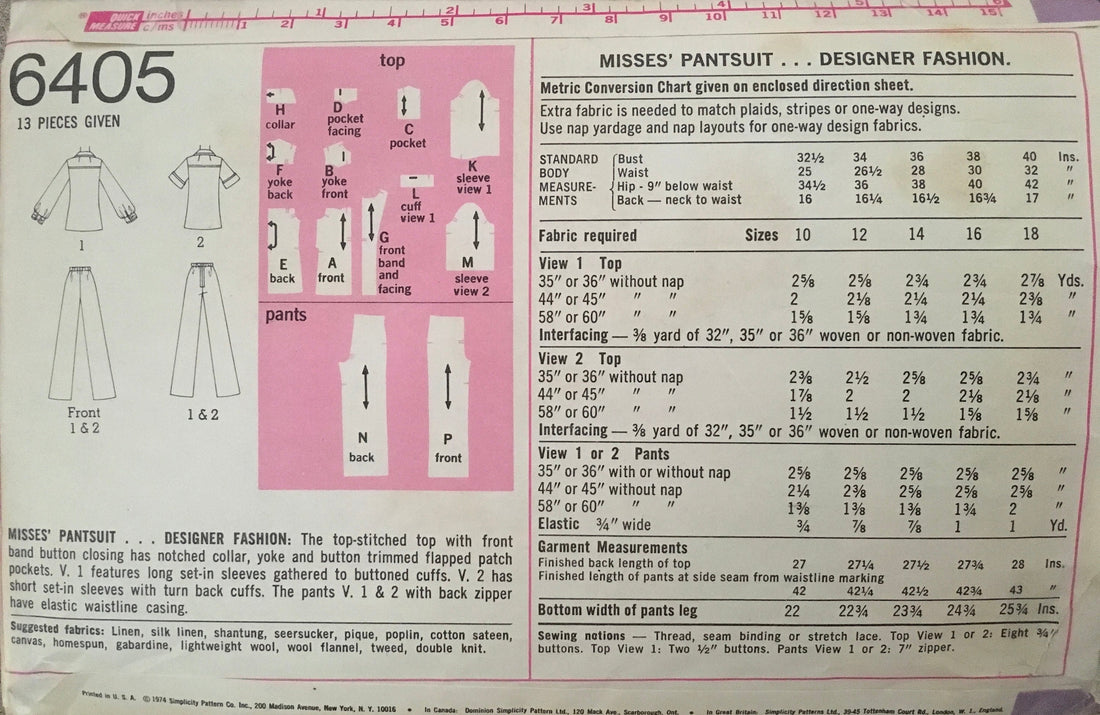 QUICK MEASURE inches c/ms
1 2 3 4 5 6
1 2 3 4 5 6 7 8 9 10 11 12 13 14 15
6405
13 PIECES GIVEN
1
2
Front
1 & 2
1 & 2
top
H
collar
D
pocket
facing
C
pocket
K
sleeve
view 1
F
yoke
back
B
yoke
front
L
cuff
view 1
E
back
A
front
G
front
band
and
facing
M
sleeve
view 2
pants
N
back
P
front
MISSES' PANTSUIT . . . DESIGNER FASHION: The top-stitched top with front
band button closing has notched collar, yoke and button trimmed flapped patch
pockets. V. 1 features long set-in sleeves gathered to buttoned cuffs. V. 2 has
short set-in sleeves with turn back cuffs. The pants V. 1 & 2 with back zipper
have elastic waistline casing.
Suggested fabrics: Linen, silk linen, shantung, seersucker, pique, poplin, cotton sateen,
canvas, homespun, gabardine, lightweight wool, wool flannel, tweed, double knit.
MISSES' PANTSUIT . . . DESIGNER FASHION.
Metric Conversion Chart given on enclosed direction sheet.
Extra fabric is needed to match plaids, stripes or one-way designs.
Use nap yardage and nap layouts for one-way design fabrics.
STANDARD Bust 32½ 34 36 38 40 Ins.
BODY Waist 25 26½ 28 30 32 "
MEASURE- Hip - 9" below waist 34½ 36 38 40 42 "
MENTS Back — neck to waist 16 16¼ 16½ 16¾ 17 "
Fabric required Sizes 10 12 14 16 18
View 1 Top
35" or 36" without nap 2⅝ 2⅝ 2¾ 2¾ 2⅞ Yds.
44" or 45" " " 2 2⅛ 2¼ 2¼ 2⅜ "
58" or 60" " " 1⅝ 1⅝ 1¾ 1¾ 1¾ "
Interfacing — ⅜ yard of 32", 35" or 36" woven or non-woven fabric.
View 2 Top
35" or 36" without nap 2⅜ 2½ 2⅝ 2⅝ 2¾ "
44" or 45" " " 1⅞ 2 2 2⅛ 2⅛ "
58" or 60" " " 1½ 1½ 1½ 1⅝ 1⅝ "
Interfacing — ⅜ yard of 32", 35" or 36" woven or non-woven fabric.
View 1 or 2 Pants
35" or 36" with or without nap 2⅝ 2⅝ 2⅝ 2⅝ 2⅝ "
44" or 45" without nap 2¼ 2⅜ 2⅝ 2⅝ 2⅝ "
58" or 60" " " 1⅜ 1⅜ 1⅜ 1¾ 2 "
Elastic ¾" wide ¾ ⅞ ⅞ 1 1 Yd.
Garment Measurements
Finished back length of top 27 27¼ 27½ 27¾ 28 Ins.
Finished length of pants at side seam from waistline marking
42 42¼ 42½ 42¾ 43 "
Bottom width of pants leg 22 22¾ 23¾ 24¾ 25¾ Ins.
Sewing notions — Thread, seam binding or stretch lace. Top View 1 or 2: Eight ¾"
buttons. Top View 1: Two ½" buttons. Pants View 1 or 2: 7" zipper.
Printed in U. S. A. © 1974 Simplicity Pattern Co. Inc., 200 Madison Avenue, New York, N. Y. 10016 • In Canada: Dominion Simplicity Pattern Ltd., 120 Mack Ave., Scarborough, Ont. • In Great Britain: Simplicity Patterns Ltd., 39-45 Tottenham Court Rd., London, W. I., England.